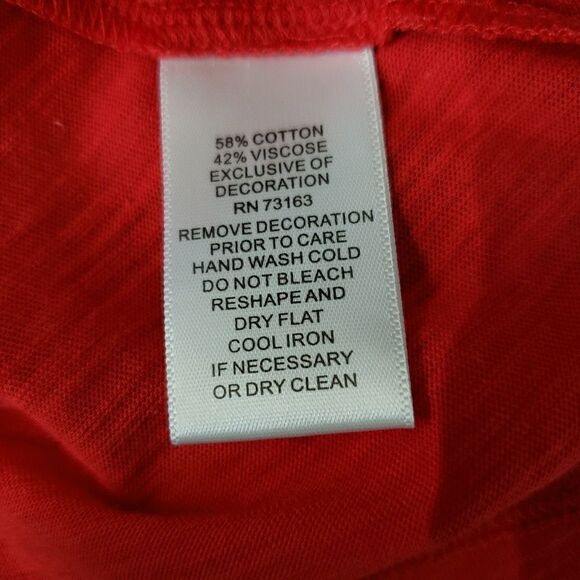 58% COTTON
42% VISCOSE
EXCLUSIVE OF
DECORATION
RN 73163
REMOVE DECORATION
PRIOR TO CARE
HAND WASH COLD
DO NOT BLEACH
RESHAPE AND
DRY FLAT
COOL IRON
IF NECESSARY
OR DRY CLEAN